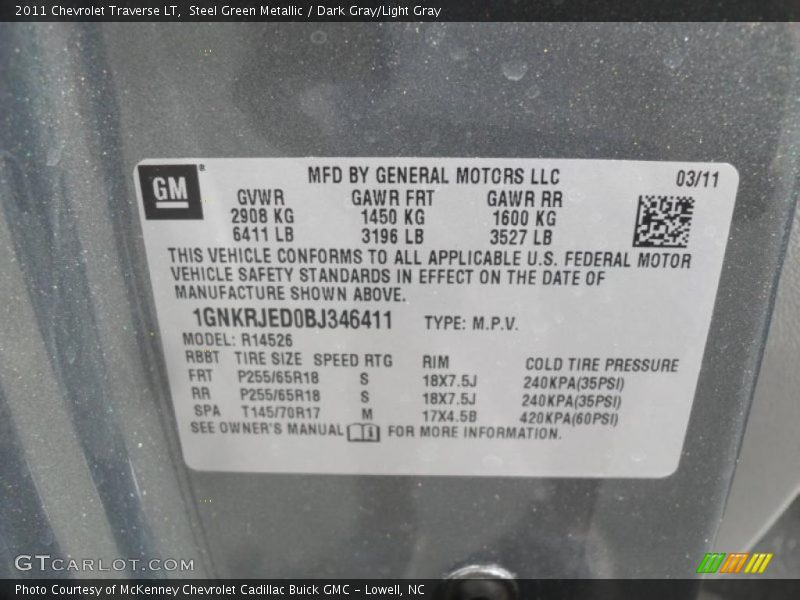 2011 Chevrolet Traverse LT, Steel Green Metallic / Dark Gray/Light Gray
GM®
MFD BY GENERAL MOTORS LLC 03/11
GVWR GAWR FRT GAWR RR
2908 KG 1450 KG 1600 KG
6411 LB 3196 LB 3527 LB
THIS VEHICLE CONFORMS TO ALL APPLICABLE U.S. FEDERAL MOTOR
VEHICLE SAFETY STANDARDS IN EFFECT ON THE DATE OF
MANUFACTURE SHOWN ABOVE.
1GNKRJED0BJ346411 TYPE: M.P.V.
MODEL: R14526
RBBT TIRE SIZE SPEED RTG RIM COLD TIRE PRESSURE
FRT P255/65R18 S 18X7.5J 240KPA(35PSI)
RR P255/65R18 S 18X7.5J 240KPA(35PSI)
SPA T145/70R17 M 17X4.5B 420KPA(60PSI)
SEE OWNER'S MANUAL FOR MORE INFORMATION.
GTCARLOT.COM
Photo Courtesy of McKenney Chevrolet Cadillac Buick GMC - Lowell, NC